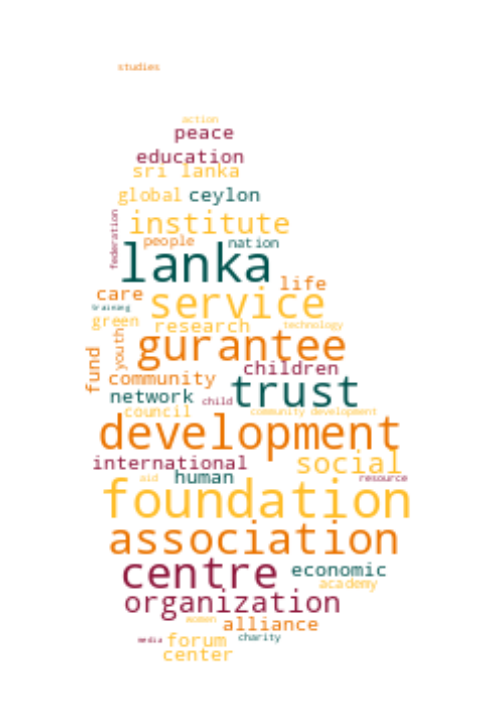 studies
action
peace
education
sri lanka
global ceylon
federation
institute
people nation
lanka
life
care
service
training
green research technology
youth
gurantee
fund
children
community
trust
network child
council community development
development
international social
aid human resource
foundation
association
centre economic
academy
organization
women alliance
media forum charity
center